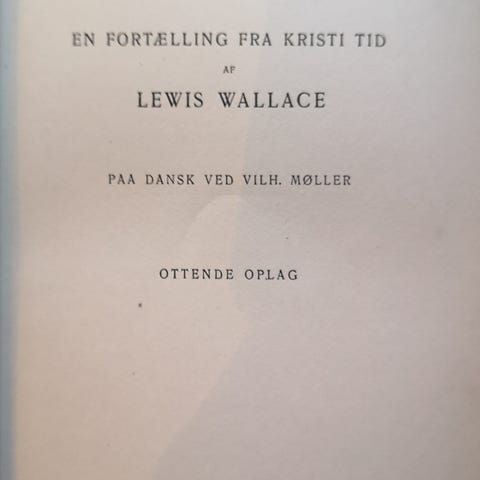 EN FORTÆLLING FRA KRISTI TID
AF
LEWIS WALLACE
PAA DANSK VED VILH. MØLLER
OTTENDE OPLAG